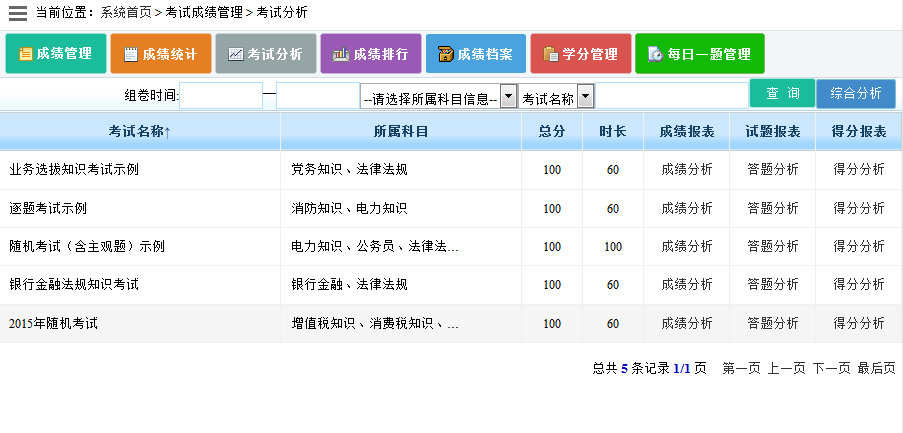 当前位置：系统首页 > 考试成绩管理 > 考试分析
成绩管理 成绩统计 考试分析 成绩排行 成绩档案 学分管理 每日一题管理
组卷时间: — --请选择所属科目信息-- 考试名称 查 询 综合分析
考试名称↑ 所属科目 总分 时长 成绩报表 试题报表 得分报表
业务选拔知识考试示例 党务知识、法律法规 100 60 成绩分析 答题分析 得分分析
逐题考试示例 消防知识、电力知识 100 60 成绩分析 答题分析 得分分析
随机考试（含主观题）示例 电力知识、公务员、法律法… 100 100 成绩分析 答题分析 得分分析
银行金融法规知识考试 银行金融、法律法规 100 60 成绩分析 答题分析 得分分析
2015年随机考试 增值税知识、消费税知识、… 100 60 成绩分析 答题分析 得分分析
总共 5 条记录 1/1 页 第一页 上一页 下一页 最后页